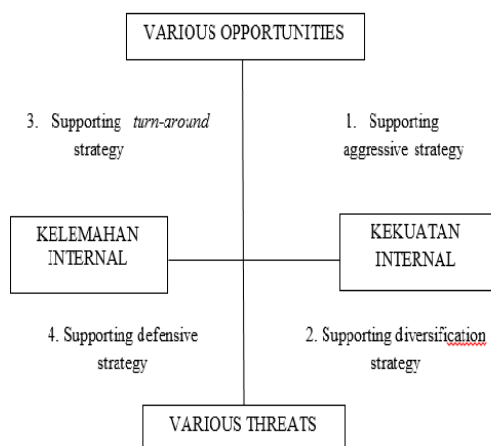 VARIOUS OPPORTUNITIES
3. Supporting turn-around
strategy
1. Supporting
aggressive strategy
KELEMAHAN
INTERNAL
KEKUATAN
INTERNAL
4. Supporting defensive
strategy
2. Supporting diversification
strategy
VARIOUS THREATS